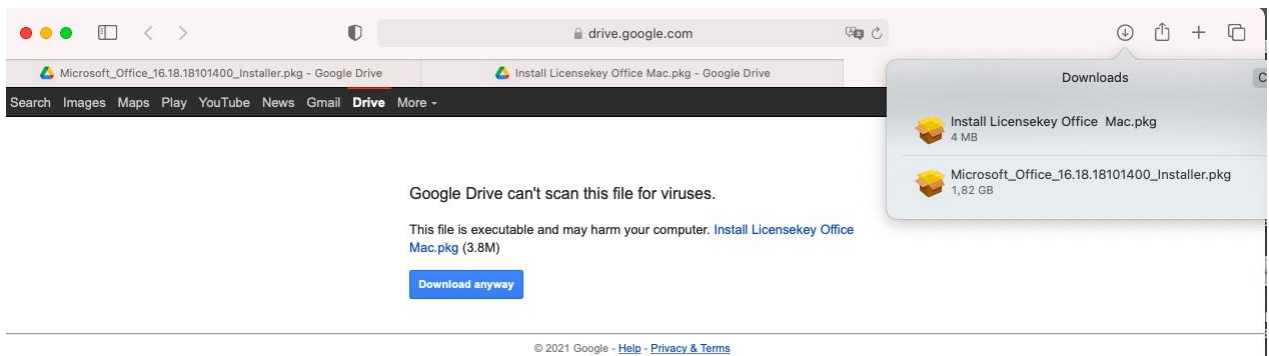 drive.google.com
Microsoft_Office_16.18.18101400_Installer.pkg - Google Drive
Install Licensekey Office Mac.pkg - Google Drive
Search Images Maps Play YouTube News Gmail Drive More
Downloads
C
Install Licensekey Office  Mac.pkg
4 MB
Microsoft_Office_16.18.18101400_Installer.pkg
1,82 GB
Google Drive can't scan this file for viruses.
This file is executable and may harm your computer. Install Licensekey Office
Mac.pkg (3.8M)
Download anyway
© 2021 Google - Help - Privacy & Terms